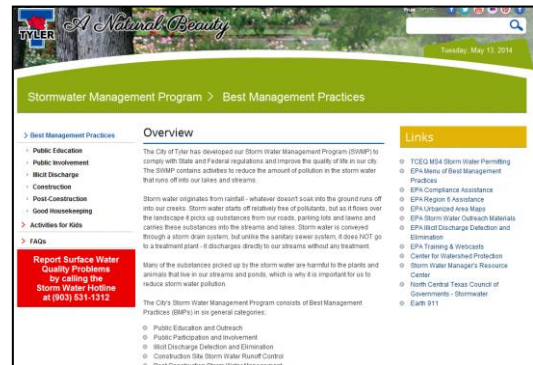 TYLER
A Natural Beauty
Tuesday, May 13, 2014
Stormwater Management Program > Best Management Practices
> Best Management Practices
Public Education
Public Involvement
Illicit Discharge
Construction
Post-Construction
Good Housekeeping
> Activities for Kids
> FAQs
Report Surface Water
Quality Problems
by calling the
Storm Water Hotline
at (903) 531-1312
Overview
The City of Tyler has developed our Storm Water Management Program (SWMP) to
comply with State and Federal regulations and improve the quality of life in our city.
The SWMP contains activities to reduce the amount of pollution in the storm water
that runs off into our lakes and streams.
Storm water originates from rainfall - whatever doesn't soak into the ground runs off
into our creeks. Storm water starts off relatively free of pollutants, but as it flows over
the landscape it picks up substances from our roads, parking lots and lawns and
carries these substances into the streams and lakes. Storm water is conveyed
through a storm drain system, but unlike the sanitary sewer system, it does NOT go
to a treatment plant - it discharges directly to our streams without any treatment.
Many of the substances picked up by the storm water are harmful to the plants and
animals that live in our streams and ponds, which is why it is important for us to
reduce storm water pollution.
The City's Storm Water Management Program consists of Best Management
Practices (BMPs) in six general categories:
Public Education and Outreach
Public Participation and Involvement
Illicit Discharge Detection and Elimination
Construction Site Storm Water Runoff Control
Links
TCEQ MS4 Storm Water Permitting
EPA Menu of Best Management
Practices
EPA Compliance Assistance
EPA Region 6 Assistance
EPA Urbanized Area Maps
EPA Storm Water Outreach Materials
EPA Illicit Discharge Detection and
Elimination
EPA Training & Webcasts
Center for Watershed Protection
Storm Water Manager's Resource
Center
North Central Texas Council of
Governments - Stormwater
Earth 911